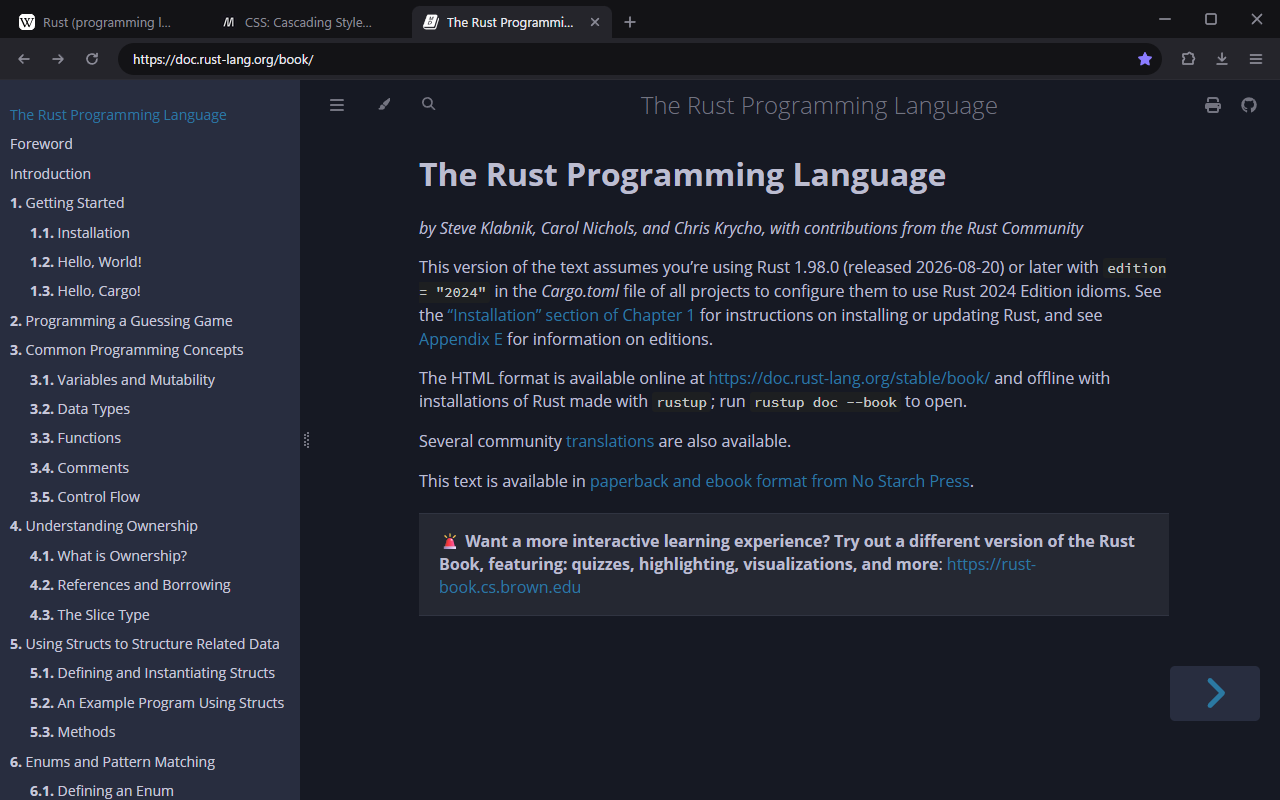 Rust (programming l...
CSS: Cascading Style...
The Rust Programmi...
https://doc.rust-lang.org/book/
The Rust Programming Language
Foreword
Introduction
1. Getting Started
1.1. Installation
1.2. Hello, World!
1.3. Hello, Cargo!
2. Programming a Guessing Game
3. Common Programming Concepts
3.1. Variables and Mutability
3.2. Data Types
3.3. Functions
3.4. Comments
3.5. Control Flow
4. Understanding Ownership
4.1. What is Ownership?
4.2. References and Borrowing
4.3. The Slice Type
5. Using Structs to Structure Related Data
5.1. Defining and Instantiating Structs
5.2. An Example Program Using Structs
5.3. Methods
6. Enums and Pattern Matching
6.1. Defining an Enum
The Rust Programming Language
The Rust Programming Language
by Steve Klabnik, Carol Nichols, and Chris Krycho, with contributions from the Rust Community
This version of the text assumes you’re using Rust 1.98.0 (released 2026-08-20) or later with edition
= "2024" in the Cargo.toml file of all projects to configure them to use Rust 2024 Edition idioms. See
the “Installation” section of Chapter 1 for instructions on installing or updating Rust, and see
Appendix E for information on editions.
The HTML format is available online at https://doc.rust-lang.org/stable/book/ and offline with
installations of Rust made with rustup; run rustup doc --book to open.
Several community translations are also available.
This text is available in paperback and ebook format from No Starch Press.
🚨 Want a more interactive learning experience? Try out a different version of the Rust
Book, featuring: quizzes, highlighting, visualizations, and more: https://rust-
book.cs.brown.edu